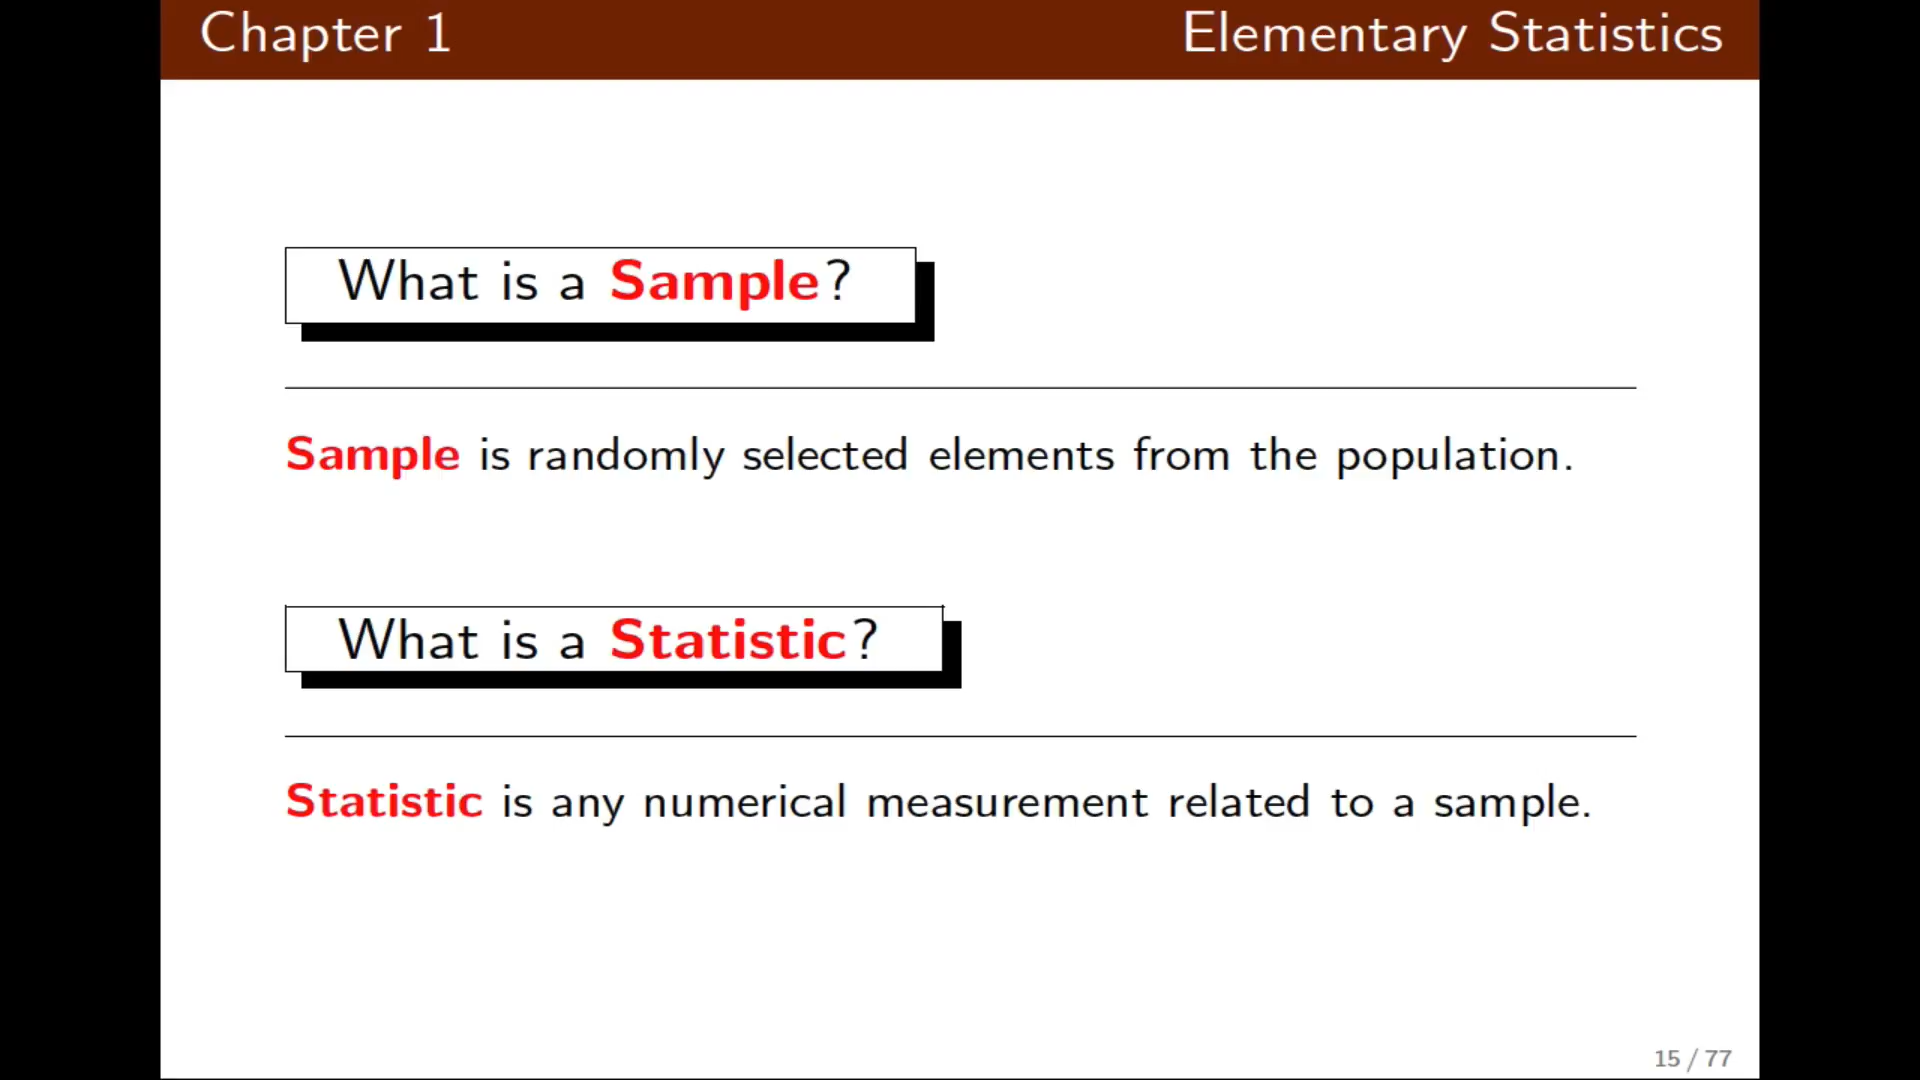 Chapter 1 Elementary Statistics
What is a Sample?
Sample is randomly selected elements from the population.
What is a Statistic?
Statistic is any numerical measurement related to a sample.
15 / 77